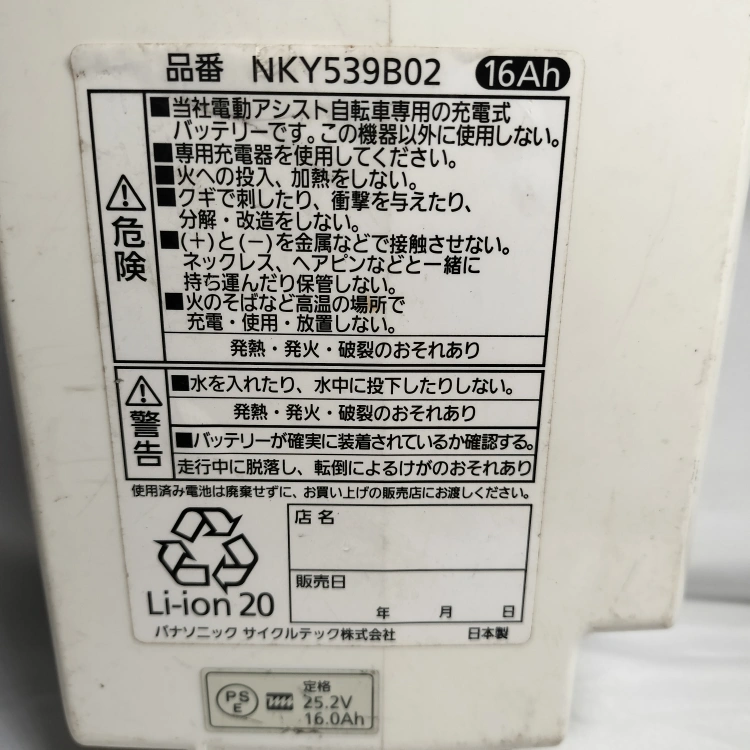 品番 NKY539B02 16Ah
■当社電動アシスト自転車専用の充電式
バッテリーです。この機器以外に使用しない。
■専用充電器を使用してください。
■火への投入、加熱をしない。
■クギで刺したり、衝撃を与えたり、
分解・改造をしない。
■(+)と(−)を金属などで接触させない。
ネックレス、ヘアピンなどと一緒に
持ち運んだり保管しない。
■火のそばなど高温の場所で
充電・使用・放置しない。
危険
発熱・発火・破裂のおそれあり
■水を入れたり、水中に投下したりしない。
発熱・発火・破裂のおそれあり
警告
■バッテリーが確実に装着されているか確認する。
走行中に脱落し、転倒によるけがのおそれあり
使用済み電池は廃棄せずに、お買い上げの販売店にお渡しください。
店名
販売日
年 月 日
Li-ion 20
パナソニック サイクルテック株式会社 日本製
PSE
定格
25.2V
16.0Ah